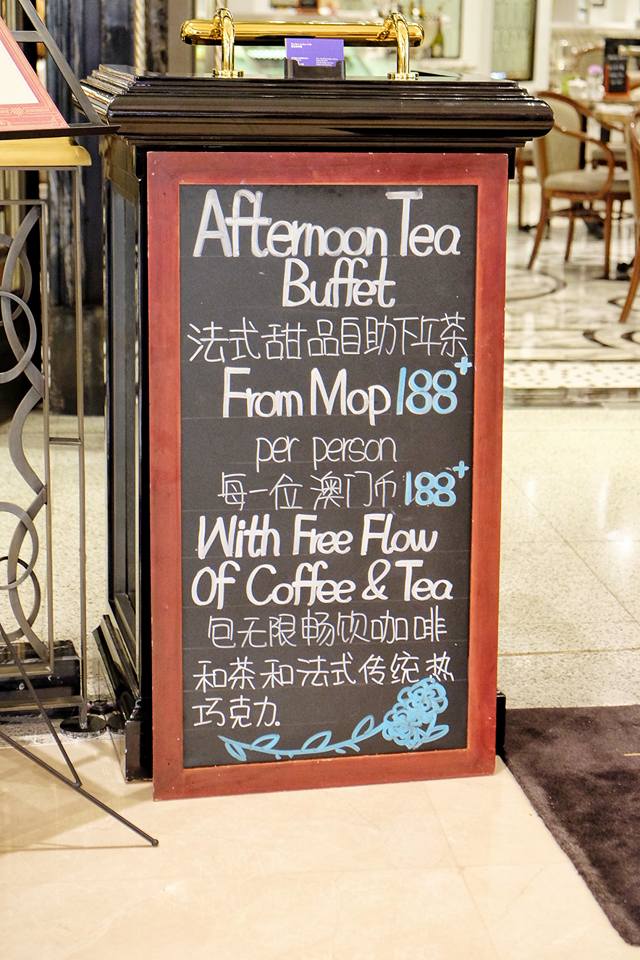 Afternoon Tea
Buffet
法式甜品自助下午茶
From Mop 188+
per person
每一位 澳门币 188+
With Free Flow
Of Coffee & Tea
包无限畅饮咖啡
和茶和法式传统热
巧克力